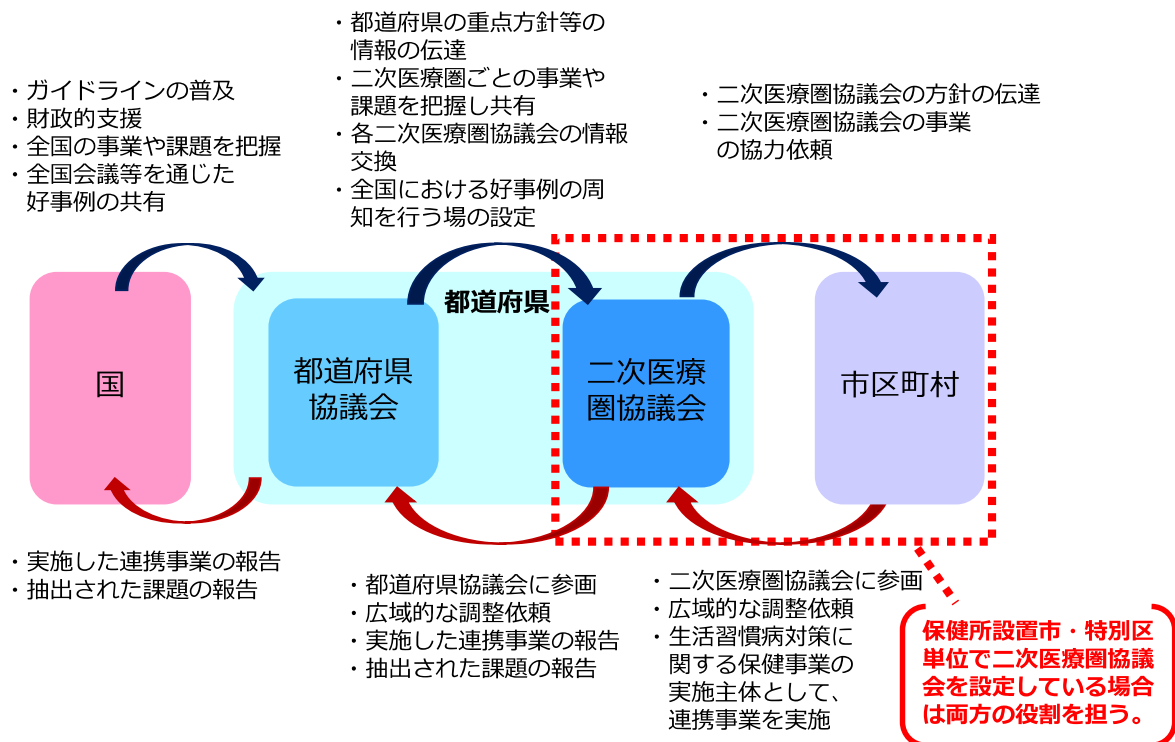 ・ガイドラインの普及
・財政的支援
・全国の事業や課題を把握
・全国会議等を通じた
好事例の共有
・都道府県の重点方針等の
情報の伝達
・二次医療圏ごとの事業や
課題を把握し共有
・各二次医療圏協議会の情報
交換
・全国における好事例の周
知を行う場の設定
・二次医療圏協議会の方針の伝達
・二次医療圏協議会の事業
の協力依頼
都道府県
国
都道府県
協議会
二次医療
圏協議会
市区町村
・実施した連携事業の報告
・抽出された課題の報告
・都道府県協議会に参画
・広域的な調整依頼
・実施した連携事業の報告
・抽出された課題の報告
・二次医療圏協議会に参画
・広域的な調整依頼
・生活習慣病対策に
関する保健事業の
実施主体として、
連携事業を実施
保健所設置市・特別区
単位で二次医療圏協議
会を設定している場合
は両方の役割を担う。